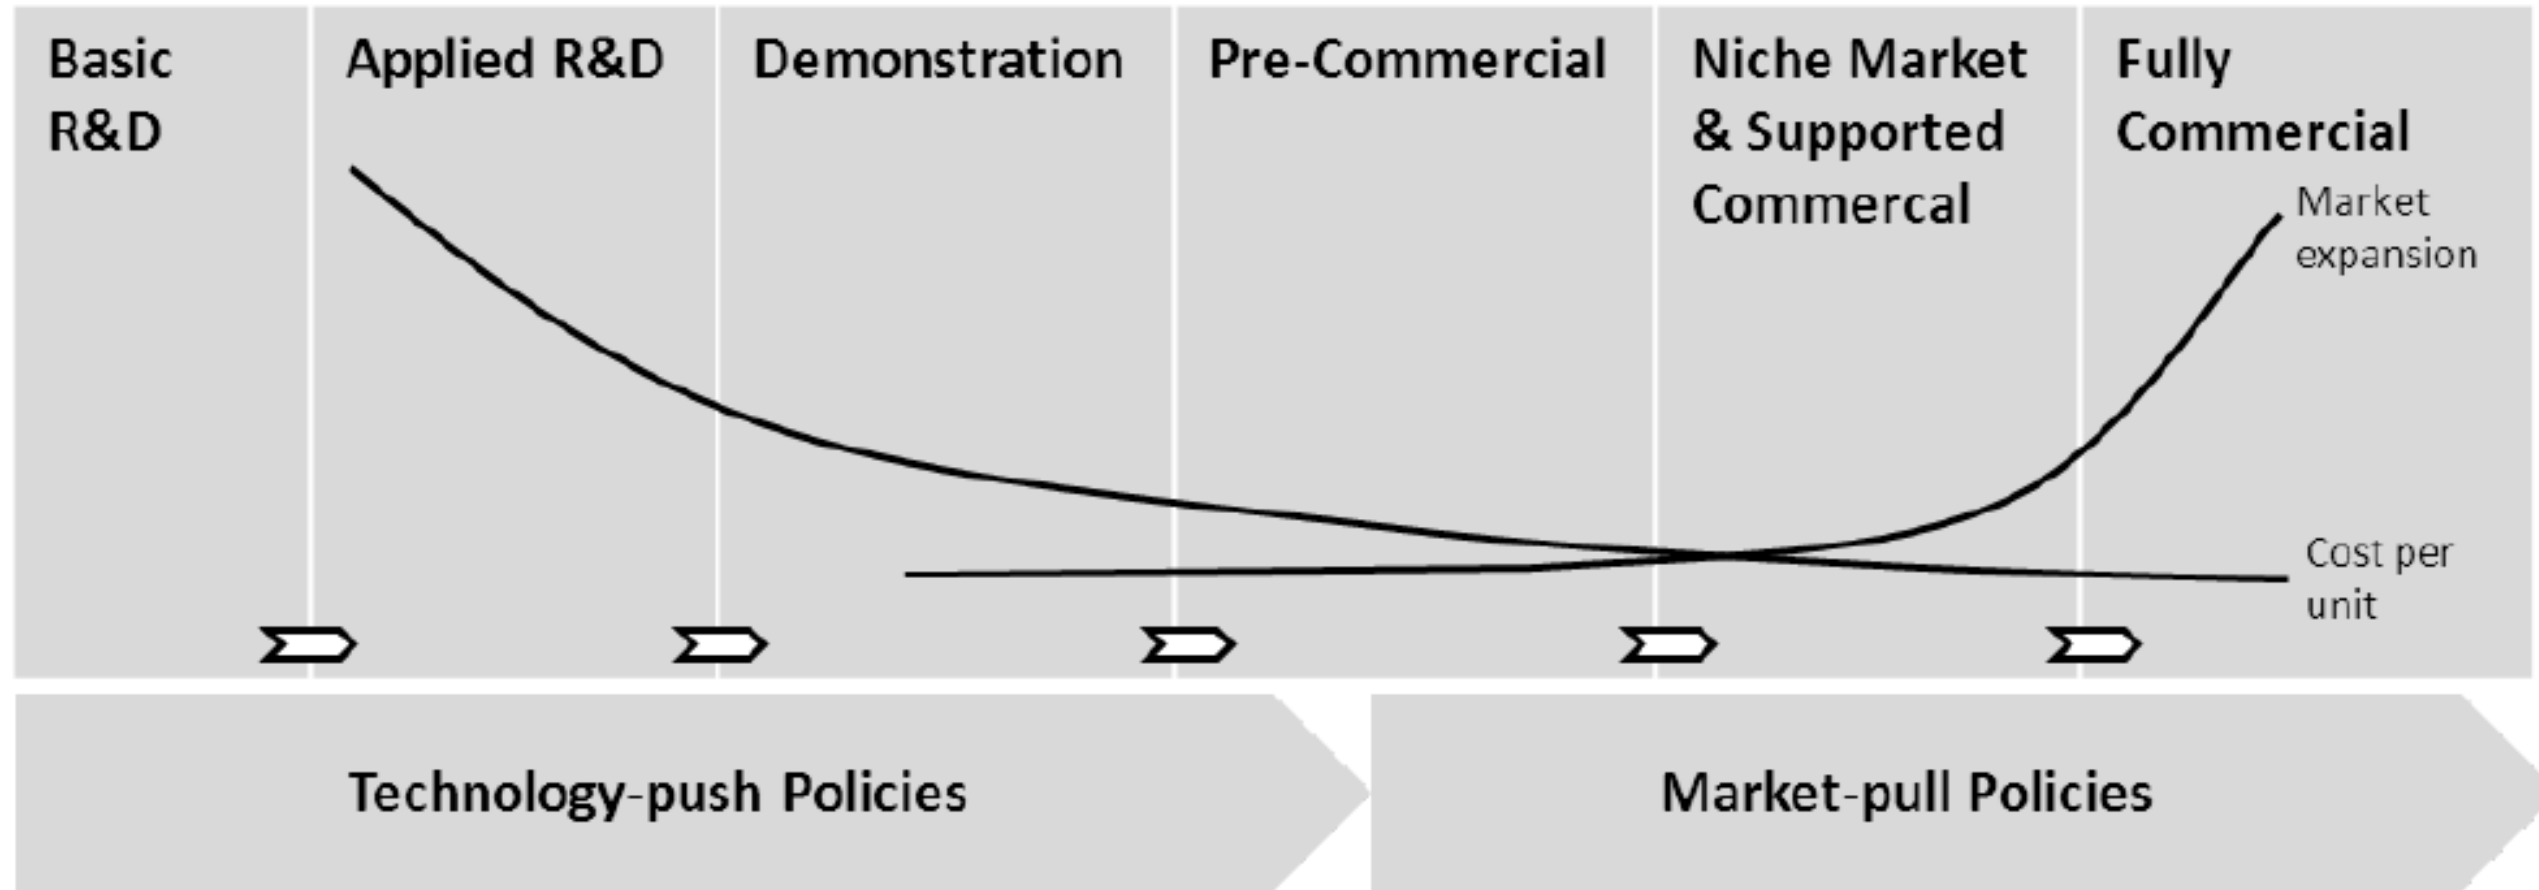 Basic
R&D
Applied R&D
Demonstration
Pre-Commercial
Niche Market
& Supported
Commercal
Fully
Commercial
Market
expansion
Cost per
unit
Technology-push Policies
Market-pull Policies